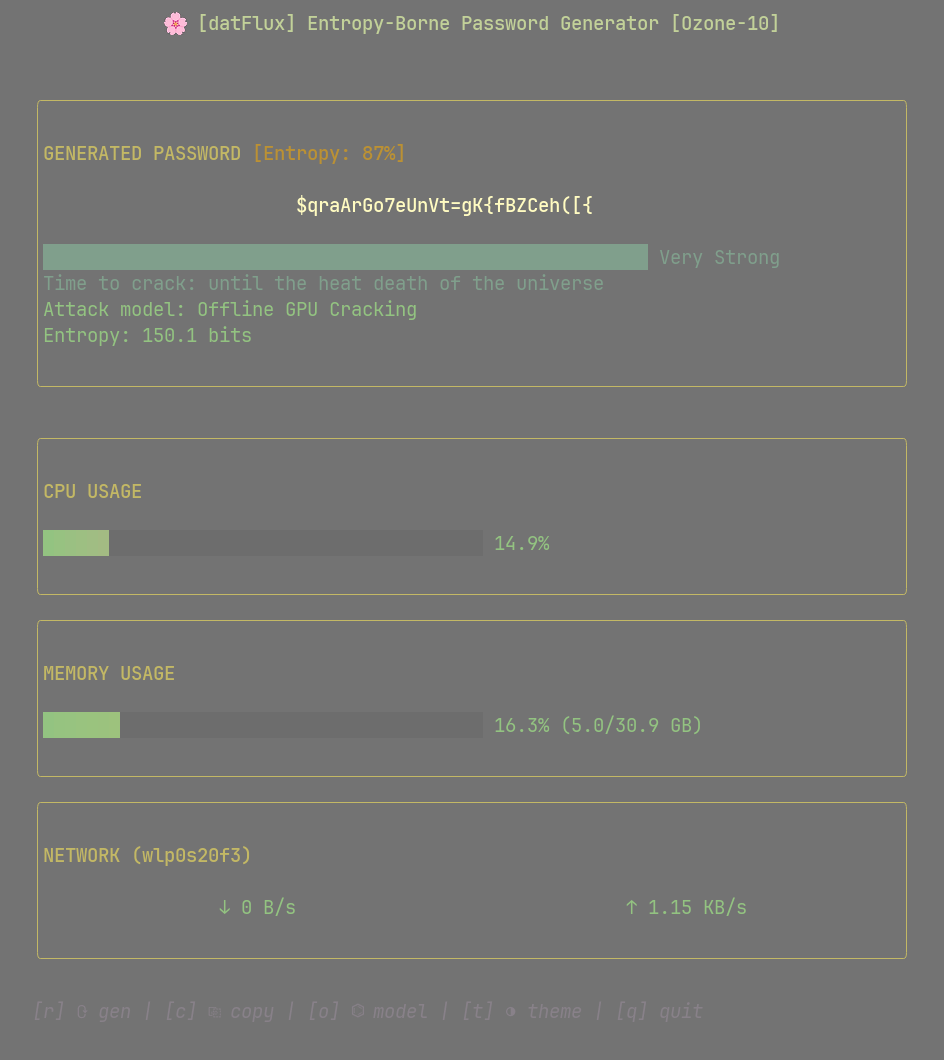 🌸 [datFlux] Entropy-Borne Password Generator [Ozone-10]
GENERATED PASSWORD [Entropy: 87%]
$qraArGo7eUnVt=gK{fBZCeh([{
Very Strong
Time to crack: until the heat death of the universe
Attack model: Offline GPU Cracking
Entropy: 150.1 bits
CPU USAGE
14.9%
MEMORY USAGE
16.3% (5.0/30.9 GB)
NETWORK (wlp0s20f3)
↓ 0 B/s ↑ 1.15 KB/s
[r] gen | [c] copy | [o] model | [t] theme | [q] quit